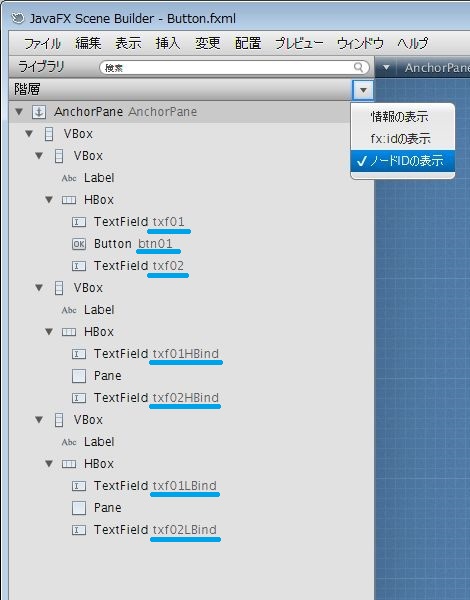 JavaFX Scene Builder - Button.fxml
ファイル 編集 表示 挿入 変更 配置 プレビュー ウィンドウ ヘルプ
ライブラリ 検索 AnchorPane
階層
情報の表示
fx:idの表示
ノードIDの表示
AnchorPane AnchorPane
VBox
VBox
Abc Label
HBox
TextField txf01
OK Button btn01
TextField txf02
VBox
Abc Label
HBox
TextField txf01HBind
Pane
TextField txf02HBind
VBox
Abc Label
HBox
TextField txf01LBind
Pane
TextField txf02LBind